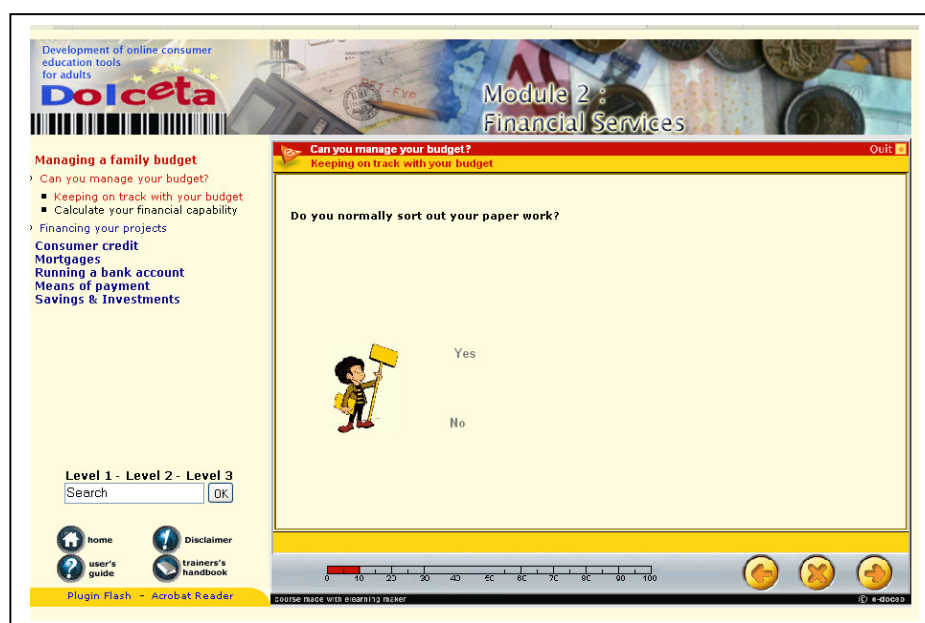 Development of online consumer
education tools
for adults
Dolceta
Module 2 :
Financial Services
Managing a family budget
Can you manage your budget?
Keeping on track with your budget
Calculate your financial capability
Financing your projects
Consumer credit
Mortgages
Running a bank account
Means of payment
Savings & Investments
Level 1 - Level 2 - Level 3
Search OK
home Disclaimer
user's guide
trainers's handbook
Plugin Flash - Acrobat Reader
Can you manage your budget? Quit
Keeping on track with your budget
Do you normally sort out your paper work?
Yes
No
0 10 20 30 40 50 60 70 80 90 100
course made with elearning maker © e-doceo